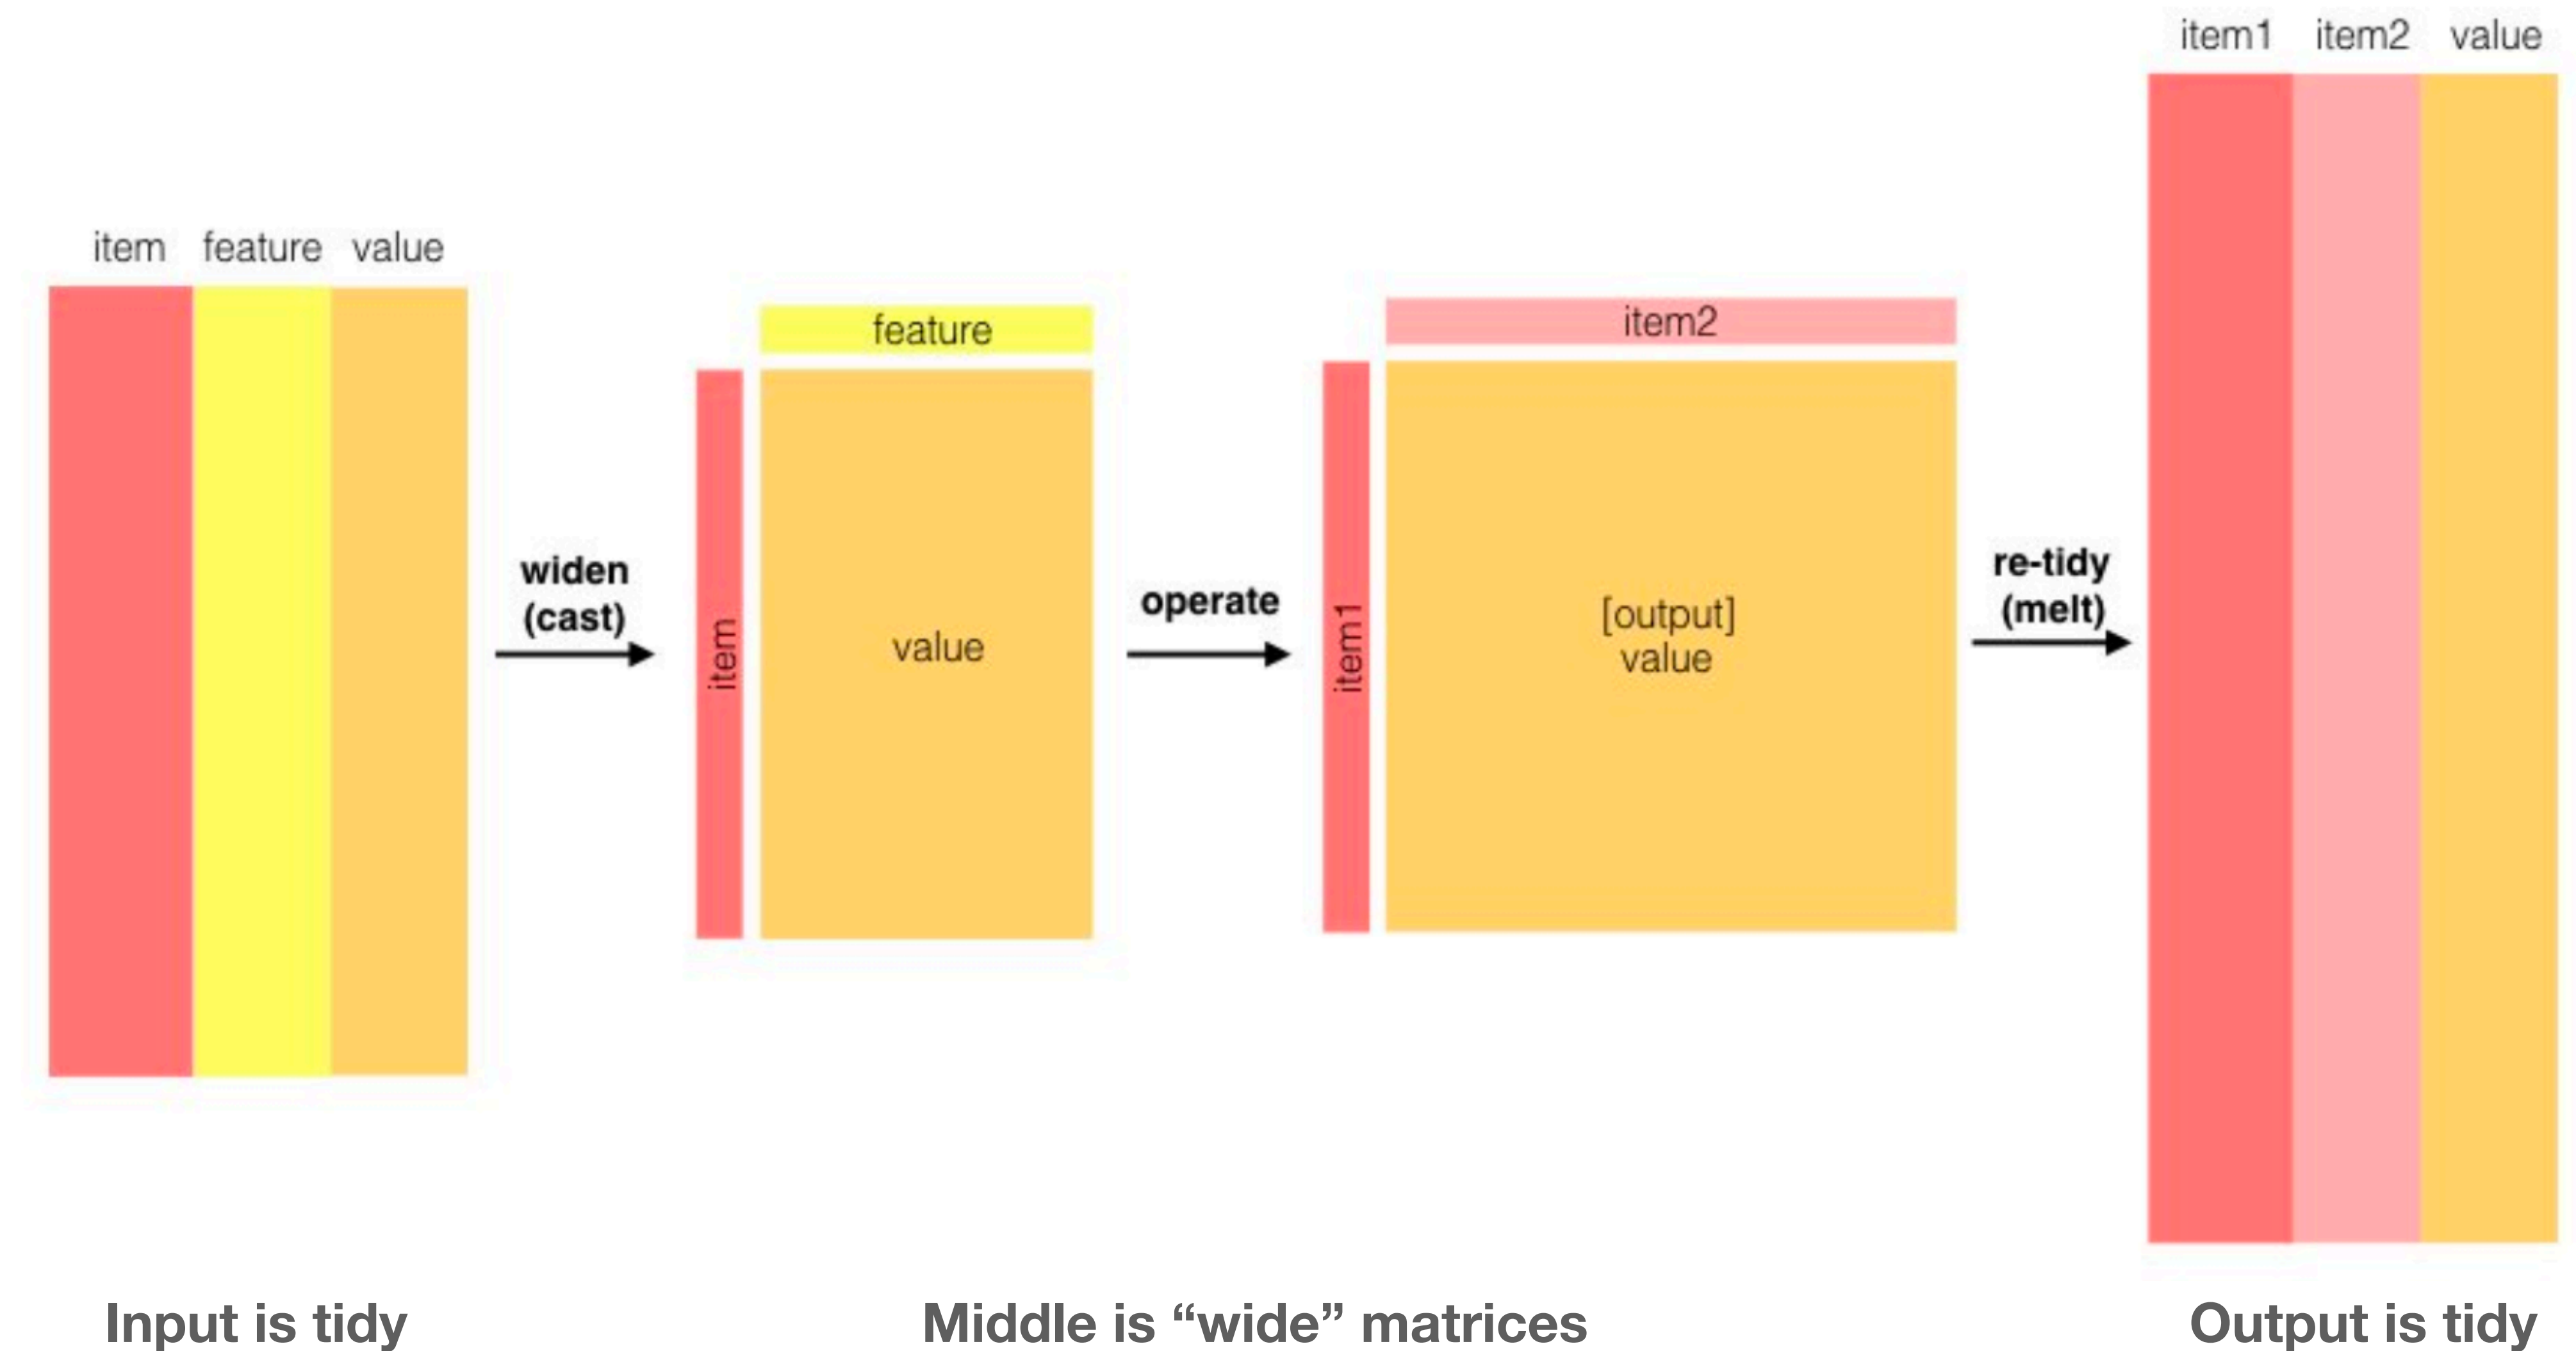 item feature value
widen
(cast)
feature
item
value
operate
item2
item1
[output]
value
re-tidy
(melt)
item1 item2 value
Input is tidy
Middle is “wide” matrices
Output is tidy